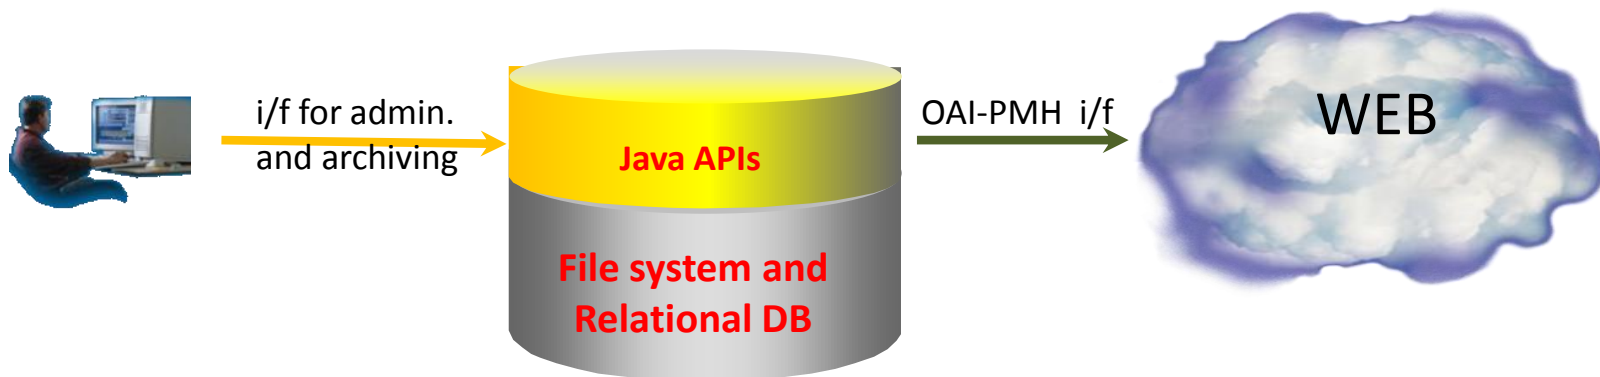 i/f for admin.
and archiving
Java APIs
File system and
Relational DB
OAI-PMH  i/f
WEB